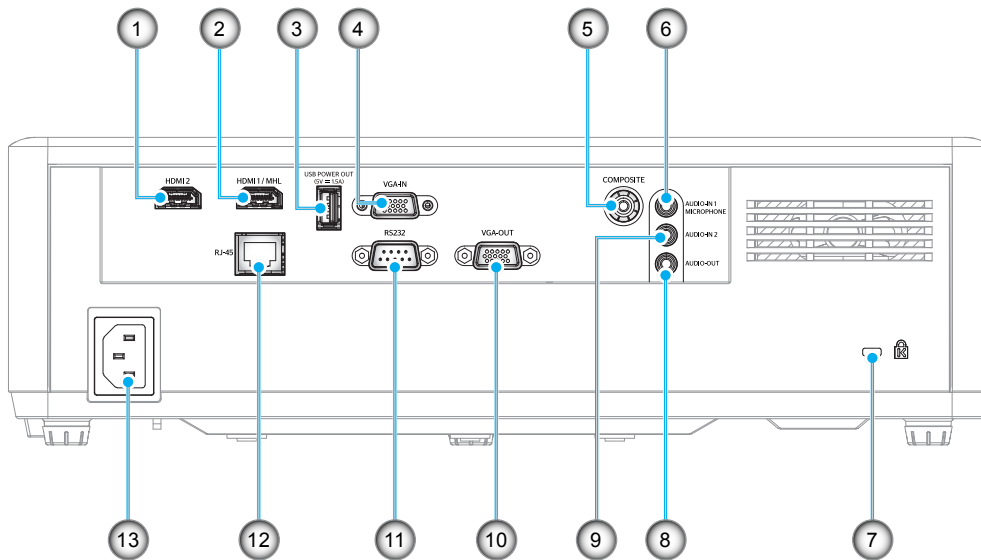 1 2 3 4 5 6
HDMI 2
HDMI 1 / MHL
USB POWER OUT
(5V ⎓ 1.5A)
VGA-IN
COMPOSITE
AUDIO-IN 1
MICROPHONE
RJ-45
RS232
VGA-OUT
AUDIO-IN 2
AUDIO-OUT
K
13 12 11 10 9 8 7